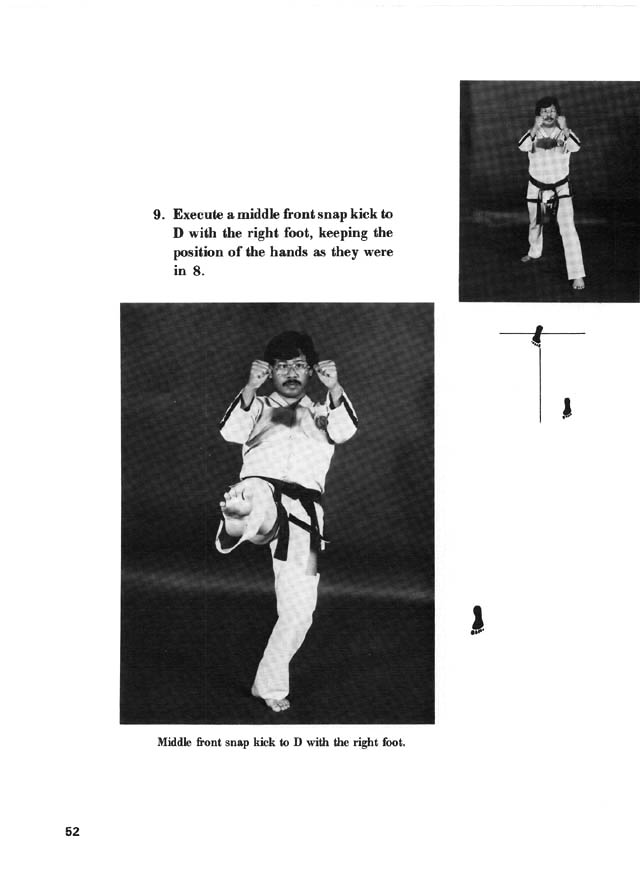 9. Execute a middle front snap kick to
D with the right foot, keeping the
position of the hands as they were
in 8.
Middle front snap kick to D with the right foot.
52